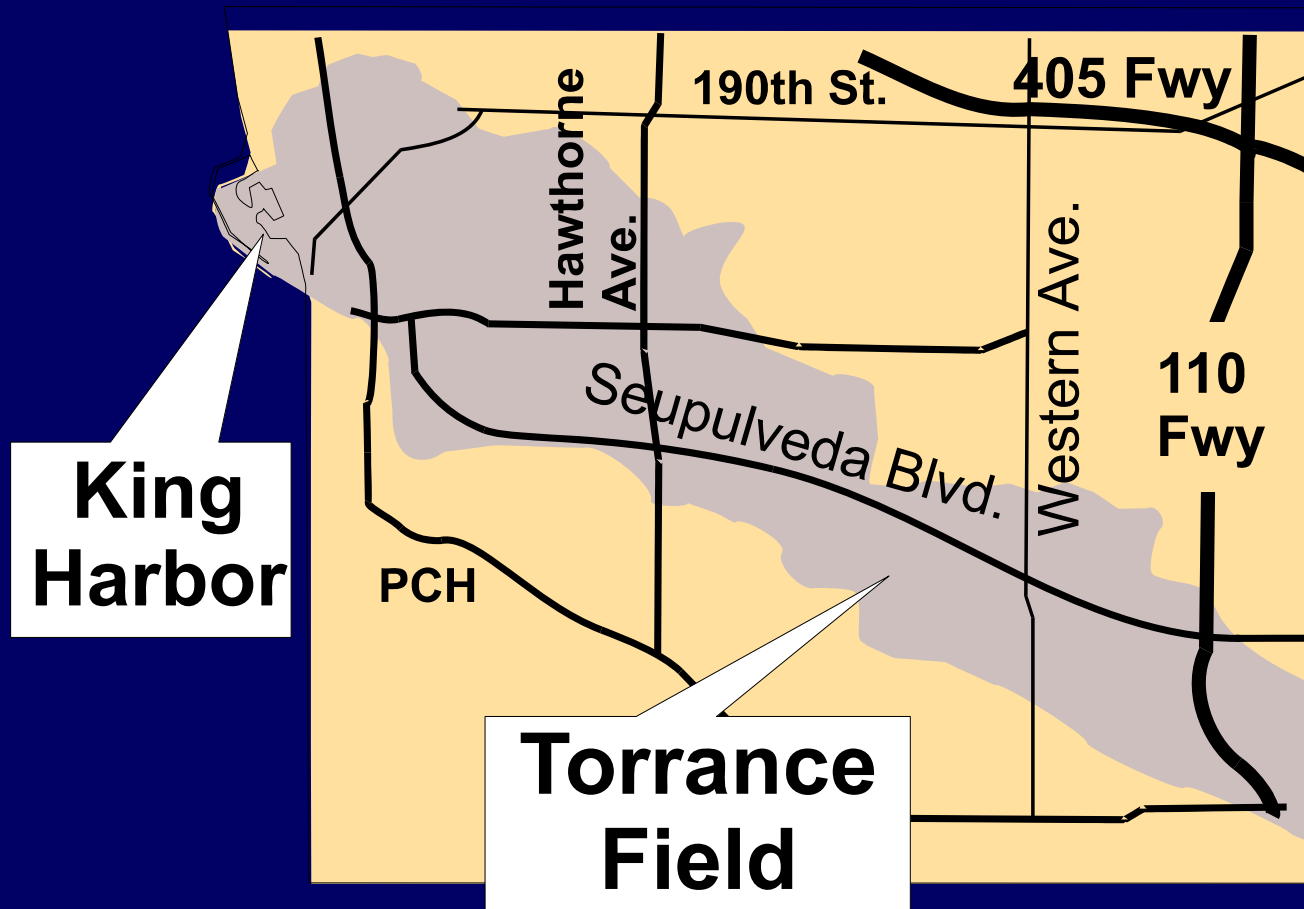 190th St.
405 Fwy
Hawthorne
Ave.
Western Ave.
110
Fwy
Seupulveda Blvd.
King
Harbor
PCH
Torrance
Field